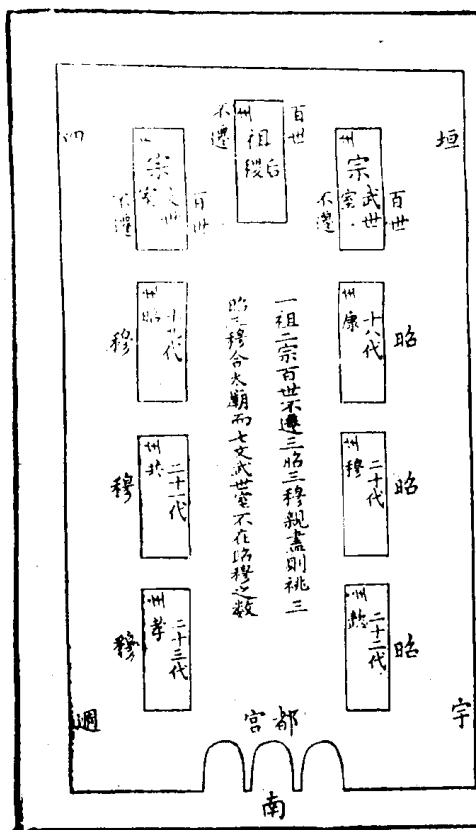 垣
四
百世
不遷
祖
后稷
百世
不遷
宗
武世室
百世
不遷
宗
世室
昭
十八代
康
穆
昭
昭
二十代
穆
穆
二十一代
共
昭
二十二代
懿
穆
二十三代
孝
一祖二宗百世不遷三昭三穆親盡則祧三
昭三穆合太廟而七文武世室不在昭穆之數
宇
週
都宮
南